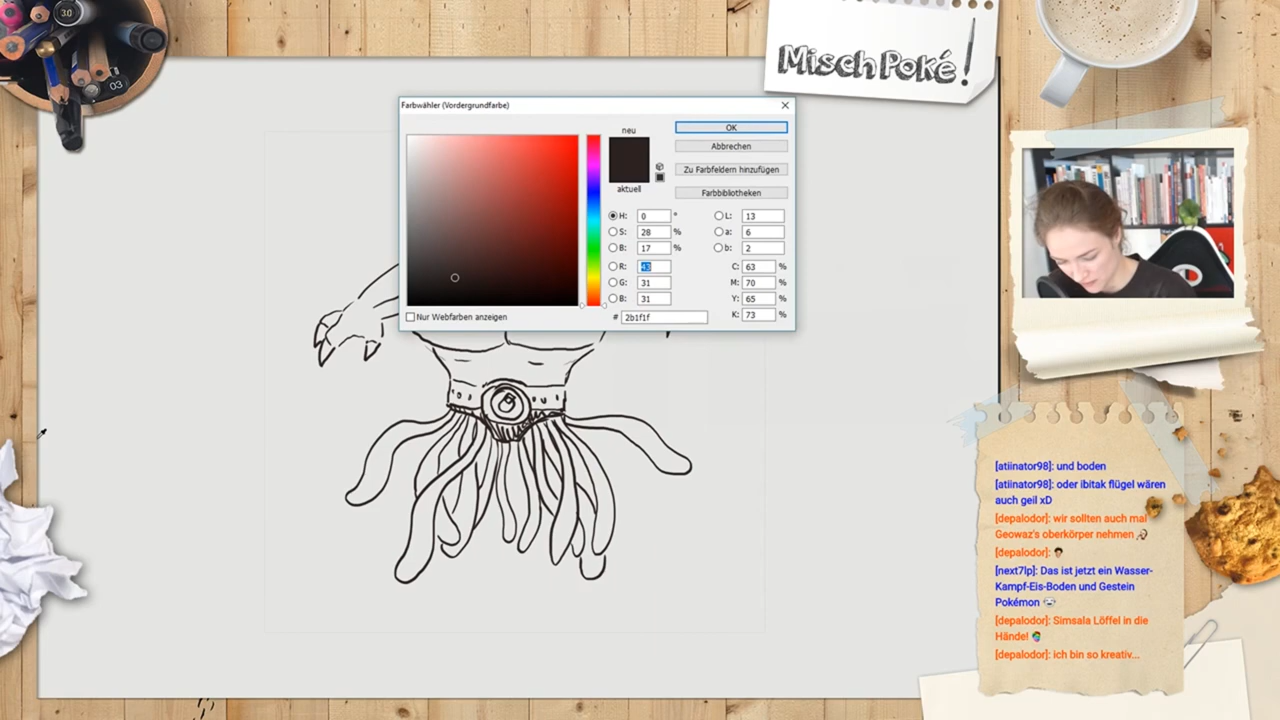 30
03
Misch Poké!
Farbwähler (Vordergrundfarbe)
neu
aktuell
OK
Abbrechen
Zu Farbfeldern hinzufügen
Farbbibliotheken
H: 0 °
S: 28 %
B: 17 %
R: 43
G: 31
B: 31
L: 13
a: 6
b: 2
C: 63 %
M: 70 %
Y: 65 %
K: 73 %
Nur Webfarben anzeigen
# 2b1f1f
[atiinator98]: und boden
[atiinator98]: oder ibitak flügel wären
auch geil xD
[depalodor]: wir sollten auch mal
Geowaz's oberkörper nehmen
[depalodor]:
[next7lp]: Das ist jetzt ein Wasser-
Kampf-Eis-Boden und Gestein
Pokémon
[depalodor]: Simsala Löffel in die
Hände!
[depalodor]: ich bin so kreativ...